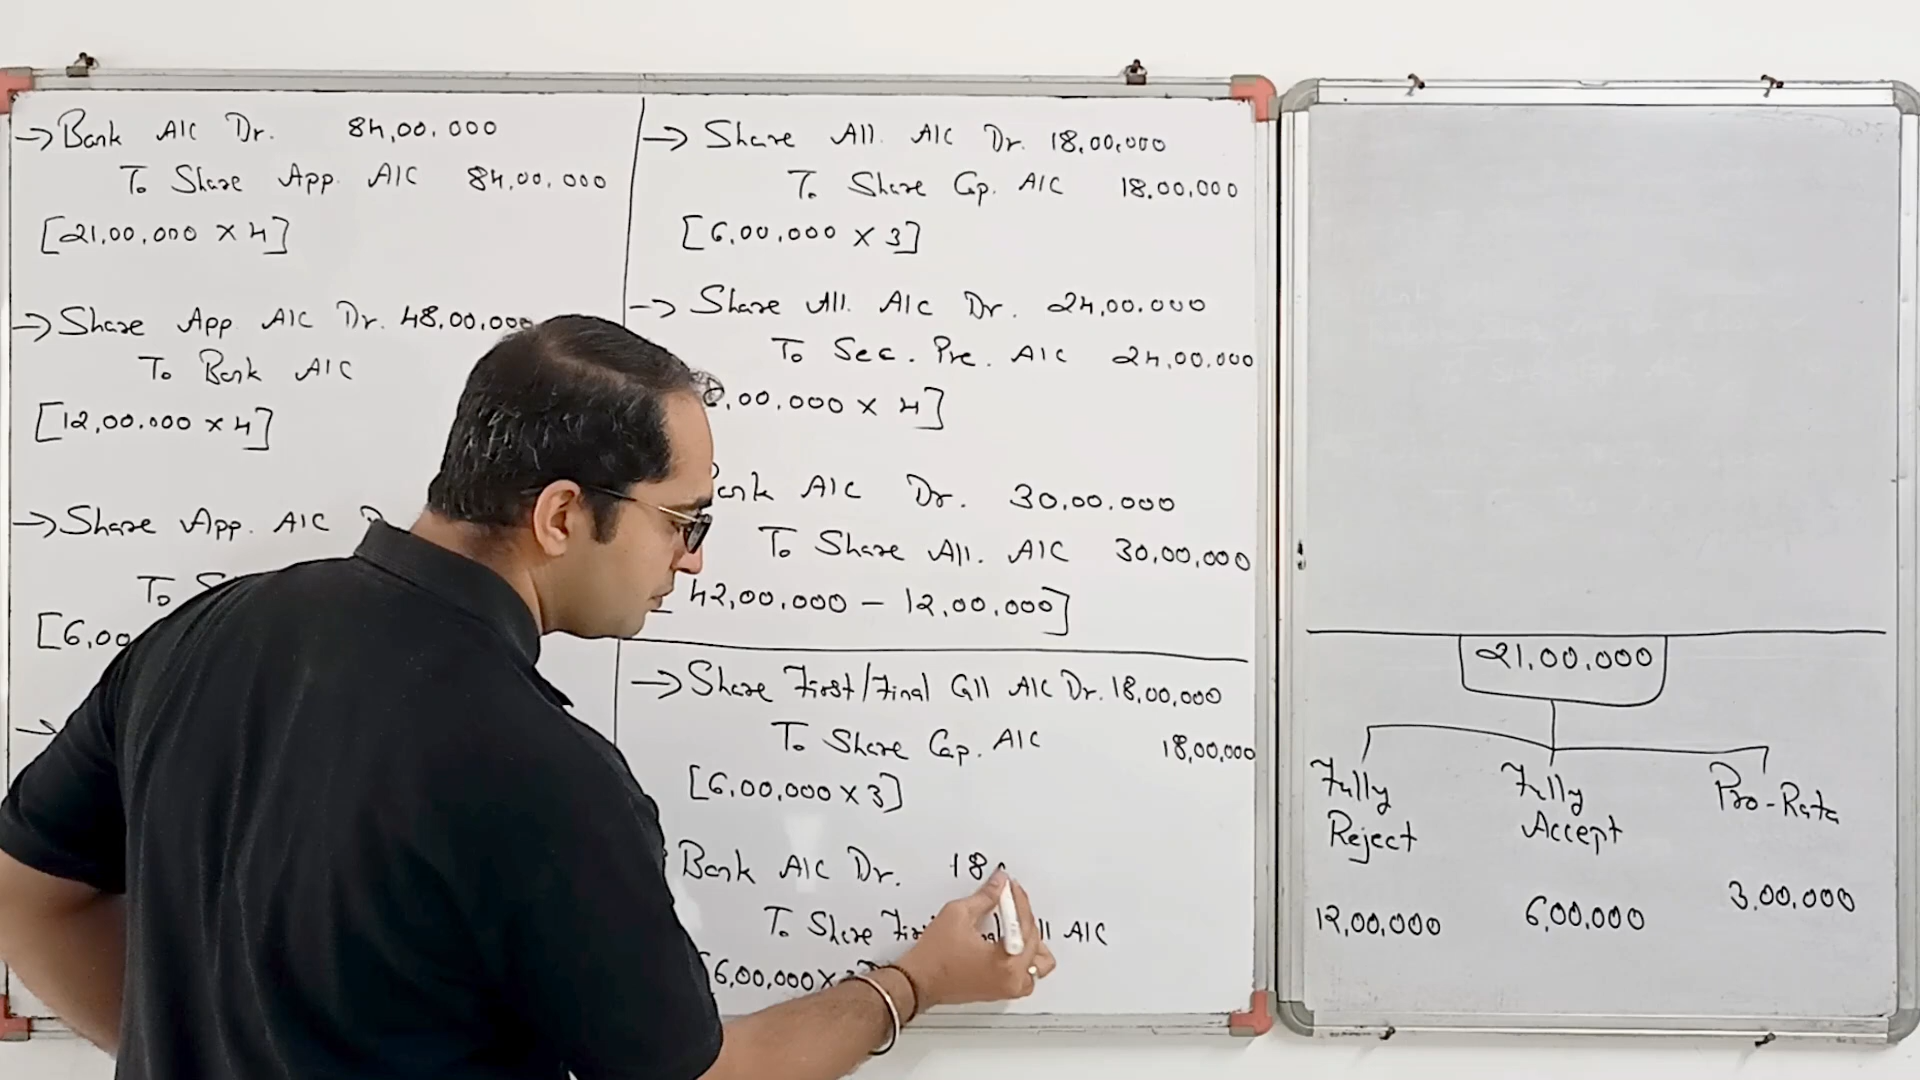 → Bank A/C Dr. 84,00,000
To Share App. A/C 84,00,000
[21,00,000 × 4]
→ Share App. A/C Dr. 48,00,000
To Bank A/C
[12,00,000 × 4]
→ Share App. A/C
To
[6,00
→
→ Share All. A/C Dr. 18,00,000
To Share Cap. A/C 18,00,000
[6,00,000 × 3]
→ Share All. A/C Dr. 24,00,000
To Sec. Pre. A/C 24,00,000
,00,000 × 4]
A/C Dr. 30,00,000
To Share All. A/C 30,00,000
[42,00,000 – 12,00,000]
→ Share First/Final Call A/C Dr. 18,00,000
To Share Cap. A/C 18,00,000
[6,00,000 × 3]
Bank A/C Dr. 18
To Share A/C
[6,00,000 ×
21,00,000
Fully Reject
Fully Accept
Pro-Rata
12,00,000
6,00,000
3,00,000